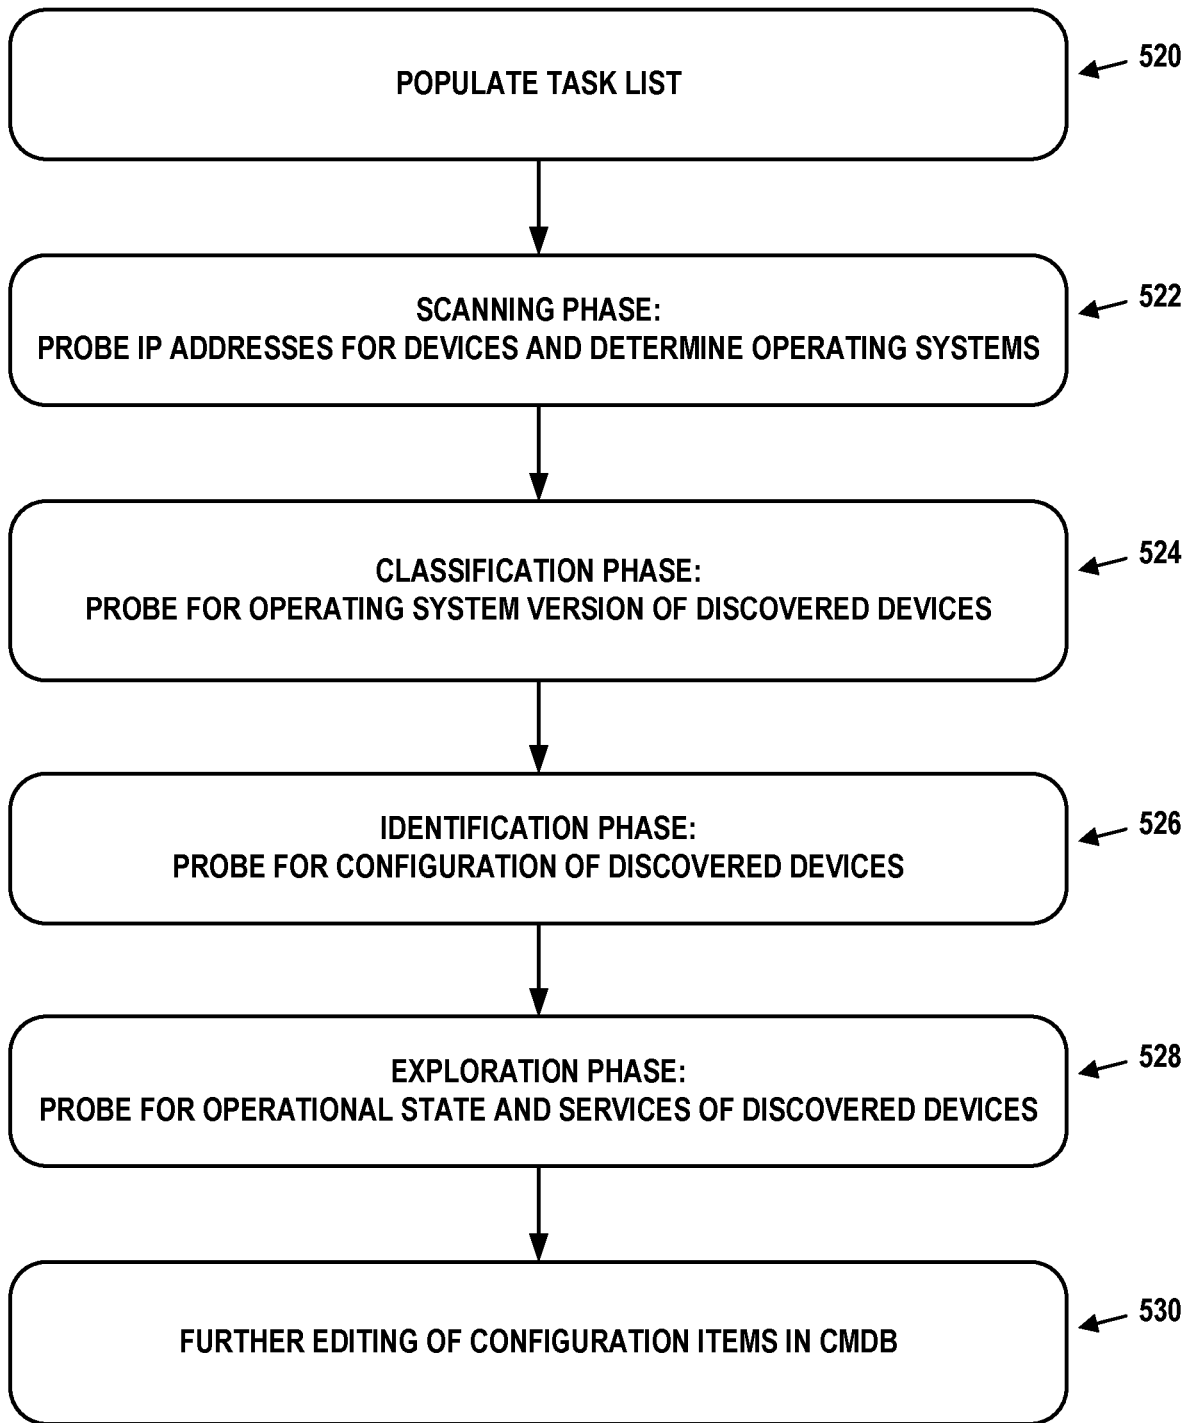 POPULATE TASK LIST
520
SCANNING PHASE:
PROBE IP ADDRESSES FOR DEVICES AND DETERMINE OPERATING SYSTEMS
522
CLASSIFICATION PHASE:
PROBE FOR OPERATING SYSTEM VERSION OF DISCOVERED DEVICES
524
IDENTIFICATION PHASE:
PROBE FOR CONFIGURATION OF DISCOVERED DEVICES
526
EXPLORATION PHASE:
PROBE FOR OPERATIONAL STATE AND SERVICES OF DISCOVERED DEVICES
528
FURTHER EDITING OF CONFIGURATION ITEMS IN CMDB
530